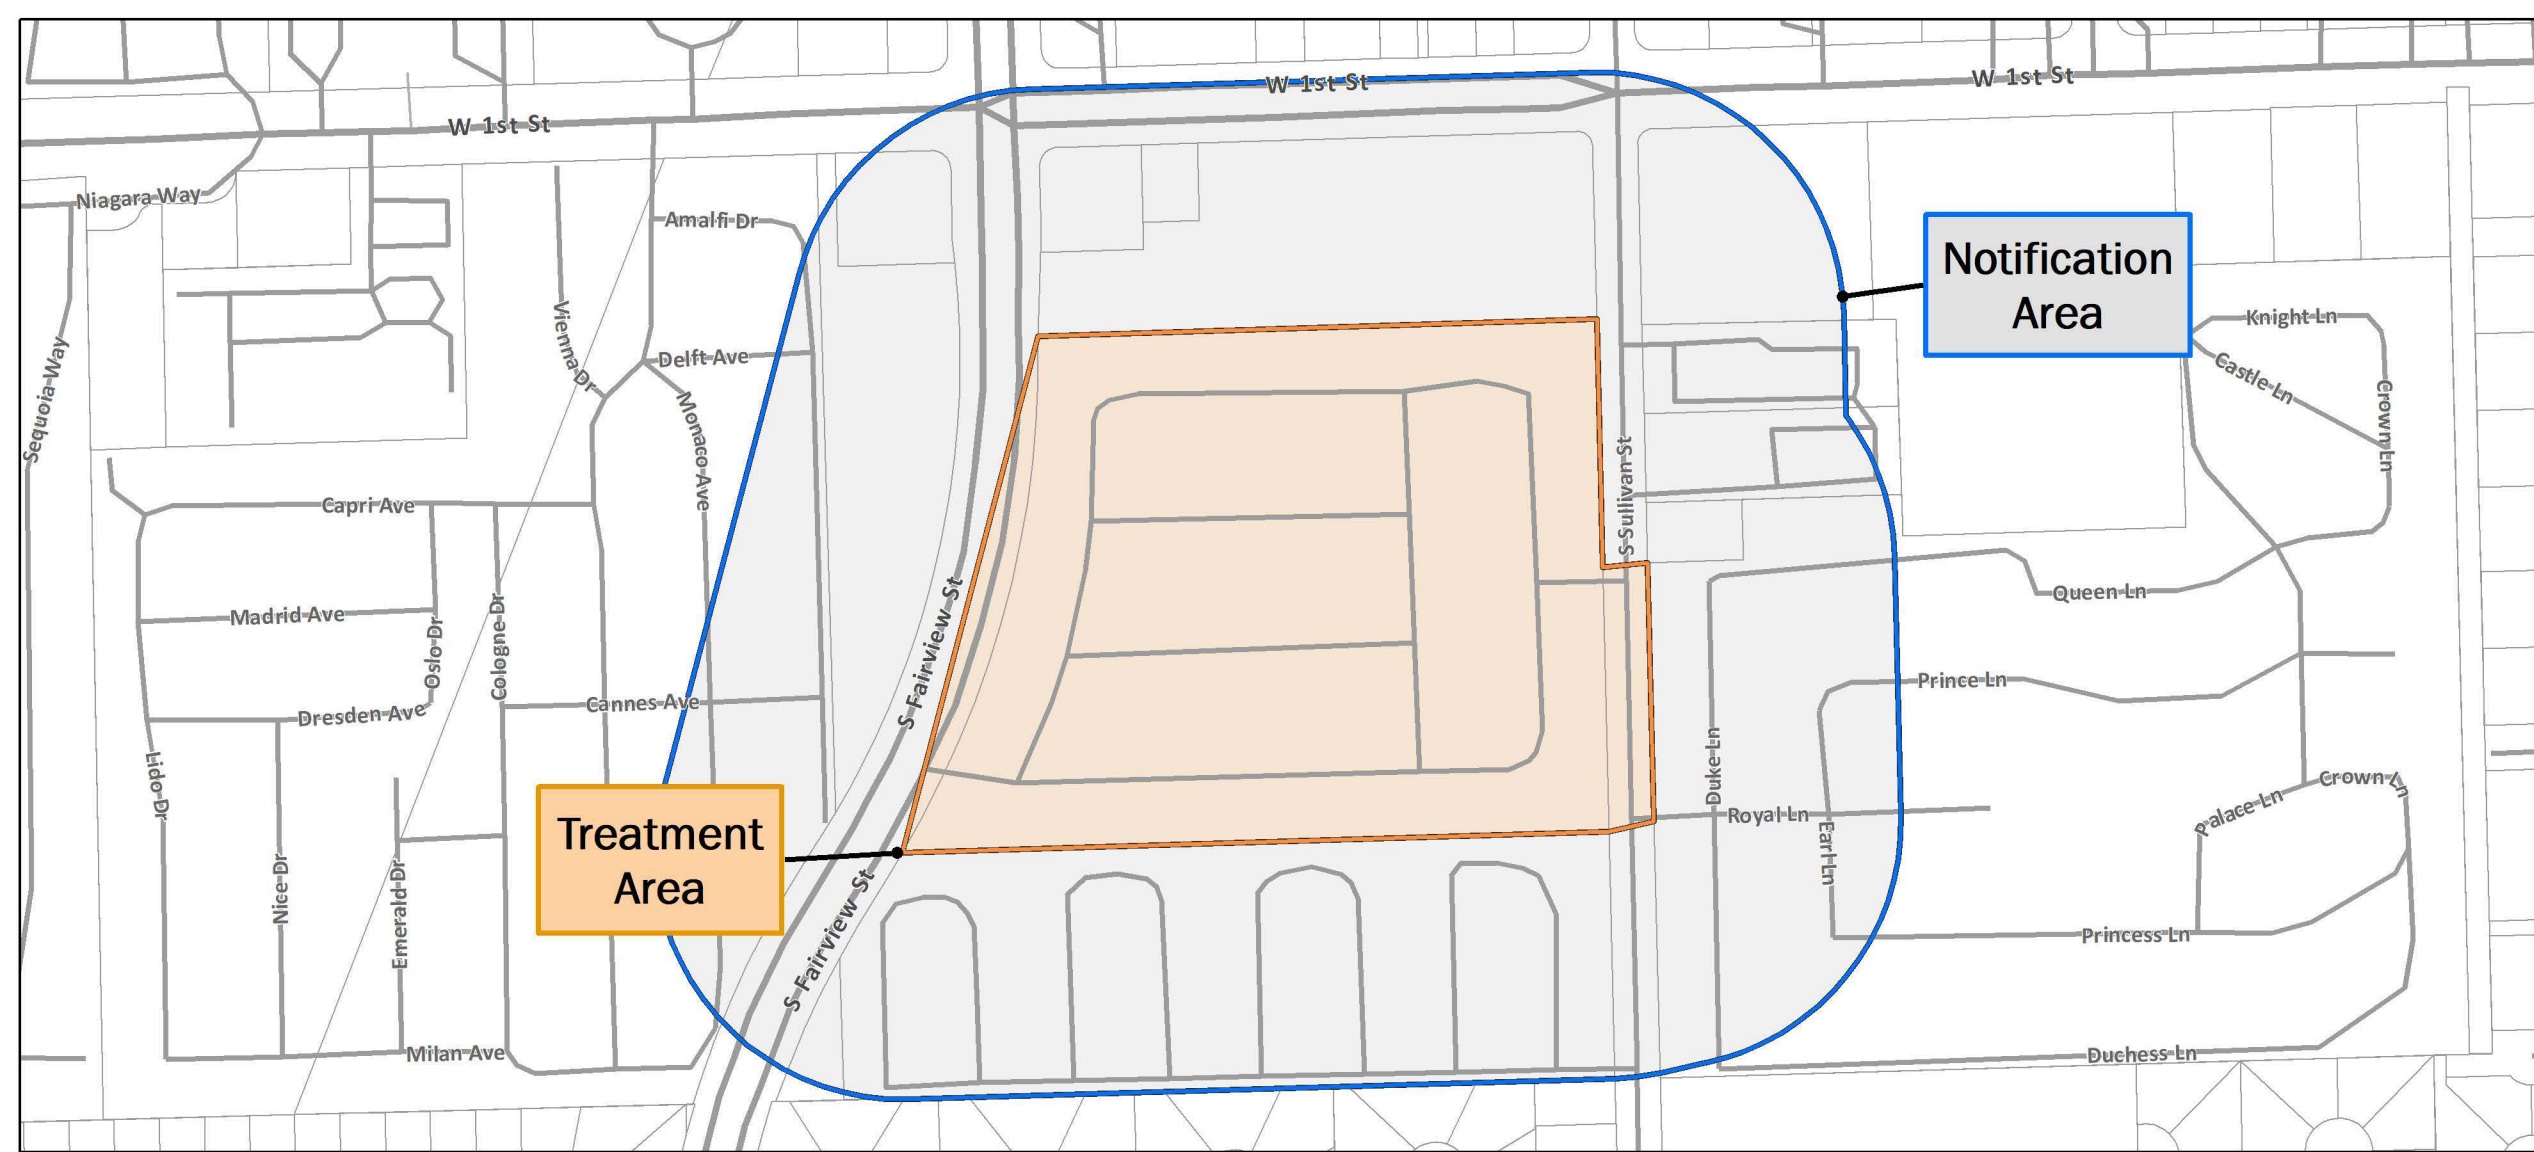 W 1st St
W 1st St
W 1st St
Niagara Way
Amalfi Dr
Notification
Area
Knight Ln
Vienna Dr
Delft Ave
Castle Ln
Sequoia Way
Monaco Ave
Crown Ln
S Sullivan St
Capri Ave
Queen Ln
Madrid Ave
Oslo Dr
Cologne Dr
S Fairview St
Prince Ln
Cannes Ave
Dresden Ave
Lido Dr
Duke Ln
Crown Ln
Palace Ln
Royal Ln
Earl Ln
Treatment
Area
Nice Dr
Emerald Dr
S Fairview St
Princess Ln
Milan Ave
Duchess Ln